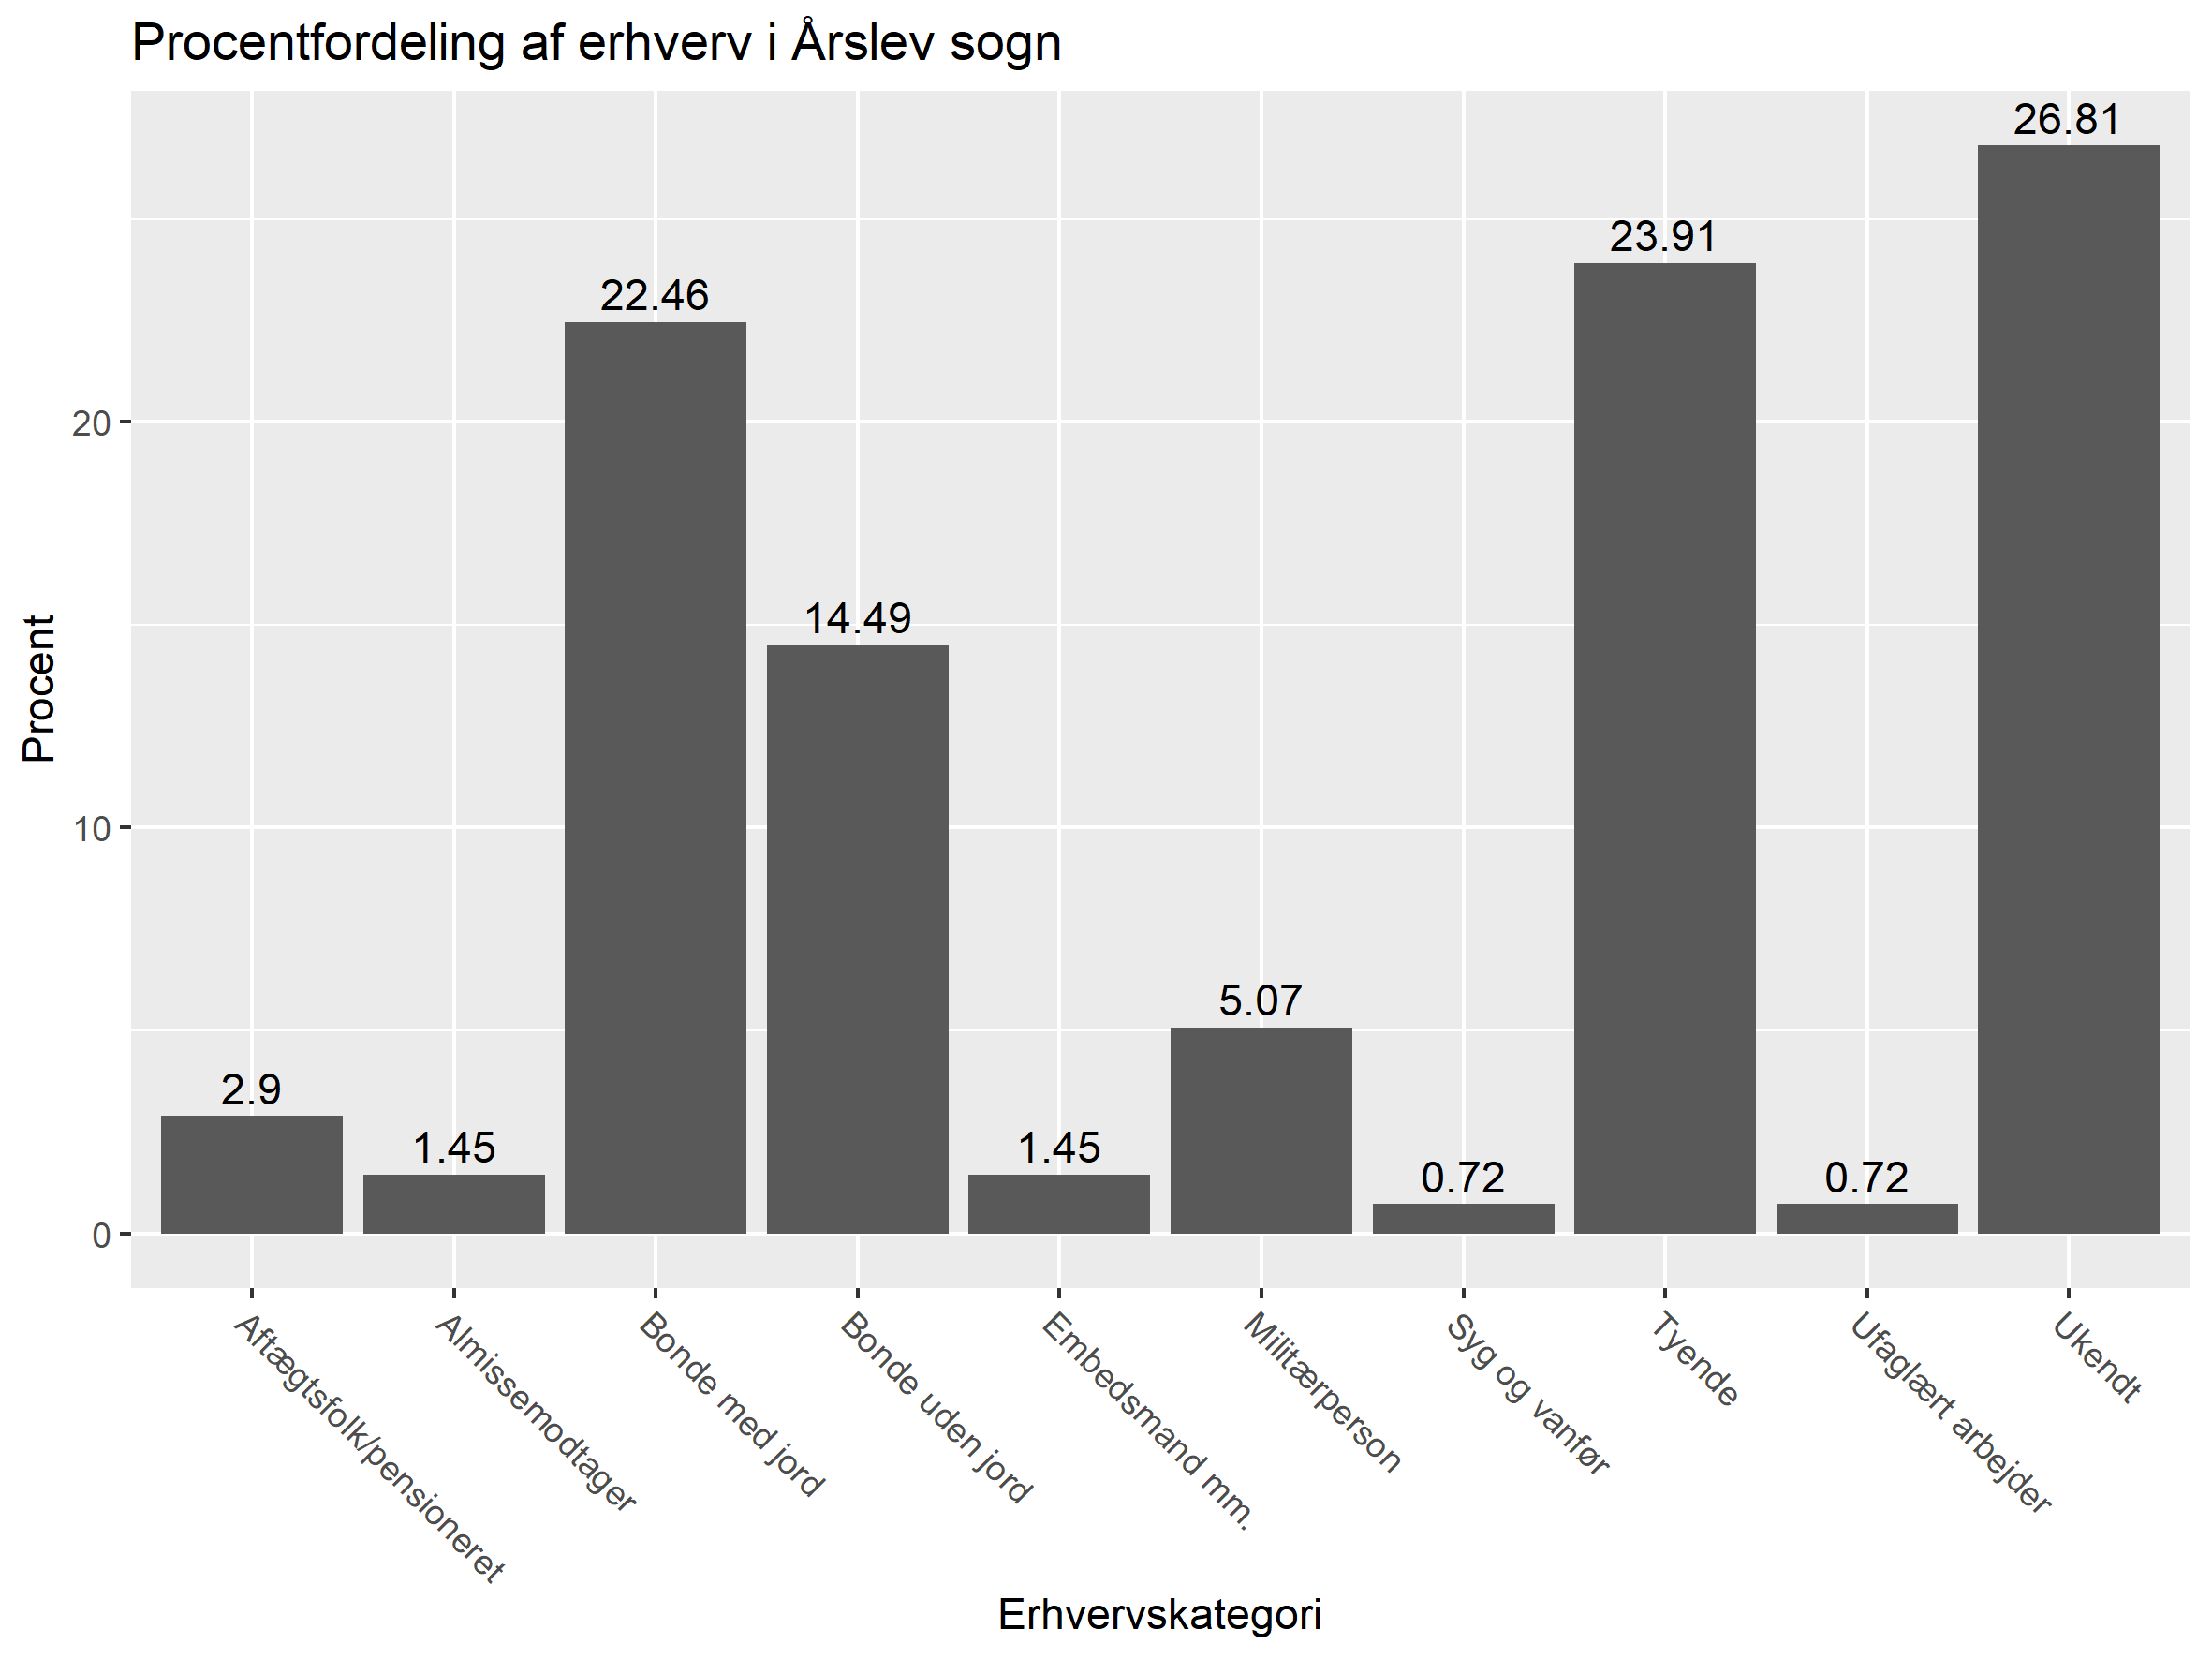 Procentfordeling af erhverv i Årslev sogn
26.81
23.91
22.46
14.49
5.07
2.9
1.45
1.45
0.72
0.72
20
10
0
Procent
Aftægtsfolk/pensioneret
Almissemodtager
Bonde med jord
Bonde uden jord
Embedsmand mm.
Militærperson
Syg og vanfør
Tyende
Ufaglært arbejder
Ukendt
Erhvervskategori